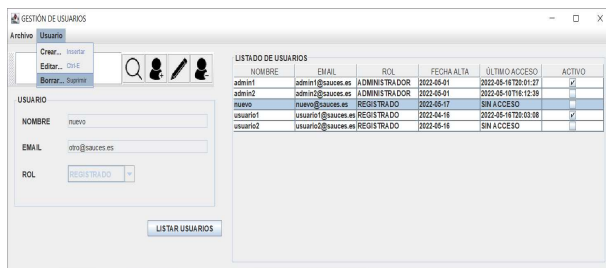 GESTIÓN DE USUARIOS
Archivo Usuario
Crear... Insertar
Editar... Ctrl-E
Borrar... Suprimir
USUARIO
NOMBRE nuevo
EMAIL otro@sauces.es
ROL REGISTRADO
LISTAR USUARIOS
LISTADO DE USUARIOS
NOMBRE EMAIL ROL FECHA ALTA ÚLTIMO ACCESO ACTIVO
admin1 admin1@sauces.es ADMINISTRADOR 2022-05-01 2022-05-16T20:01:27
admin2 admin2@sauces.es ADMINISTRADOR 2022-05-01 2022-05-10T16:12:39
nuevo nuevo@sauces.es REGISTRADO 2022-05-17 SIN ACCESO
usuario1 usuario1@sauces.es REGISTRADO 2022-04-16 2022-05-16T20:03:08
usuario2 usuario2@sauces.es REGISTRADO 2022-05-16 SIN ACCESO